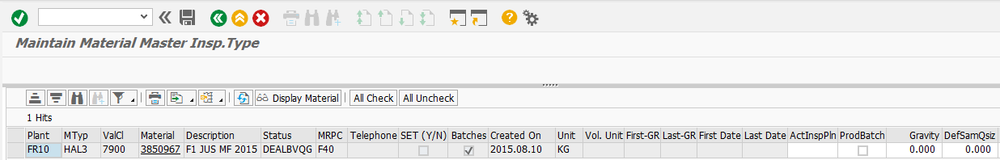 Maintain Material Master Insp.Type
Display Material All Check All Uncheck
1 Hits
Plant MTyp ValCl Material Description Status MRPC Telephone SET (Y/N) Batches Created On Unit Vol. Unit First-GR Last-GR First Date Last Date ActInspPln ProdBatch Gravity DefSamQsiz
FR10 HAL3 7900 3850967 F1 JUS MF 2015 DEALBVQG F40 2015.08.10 KG 0.000 0.000